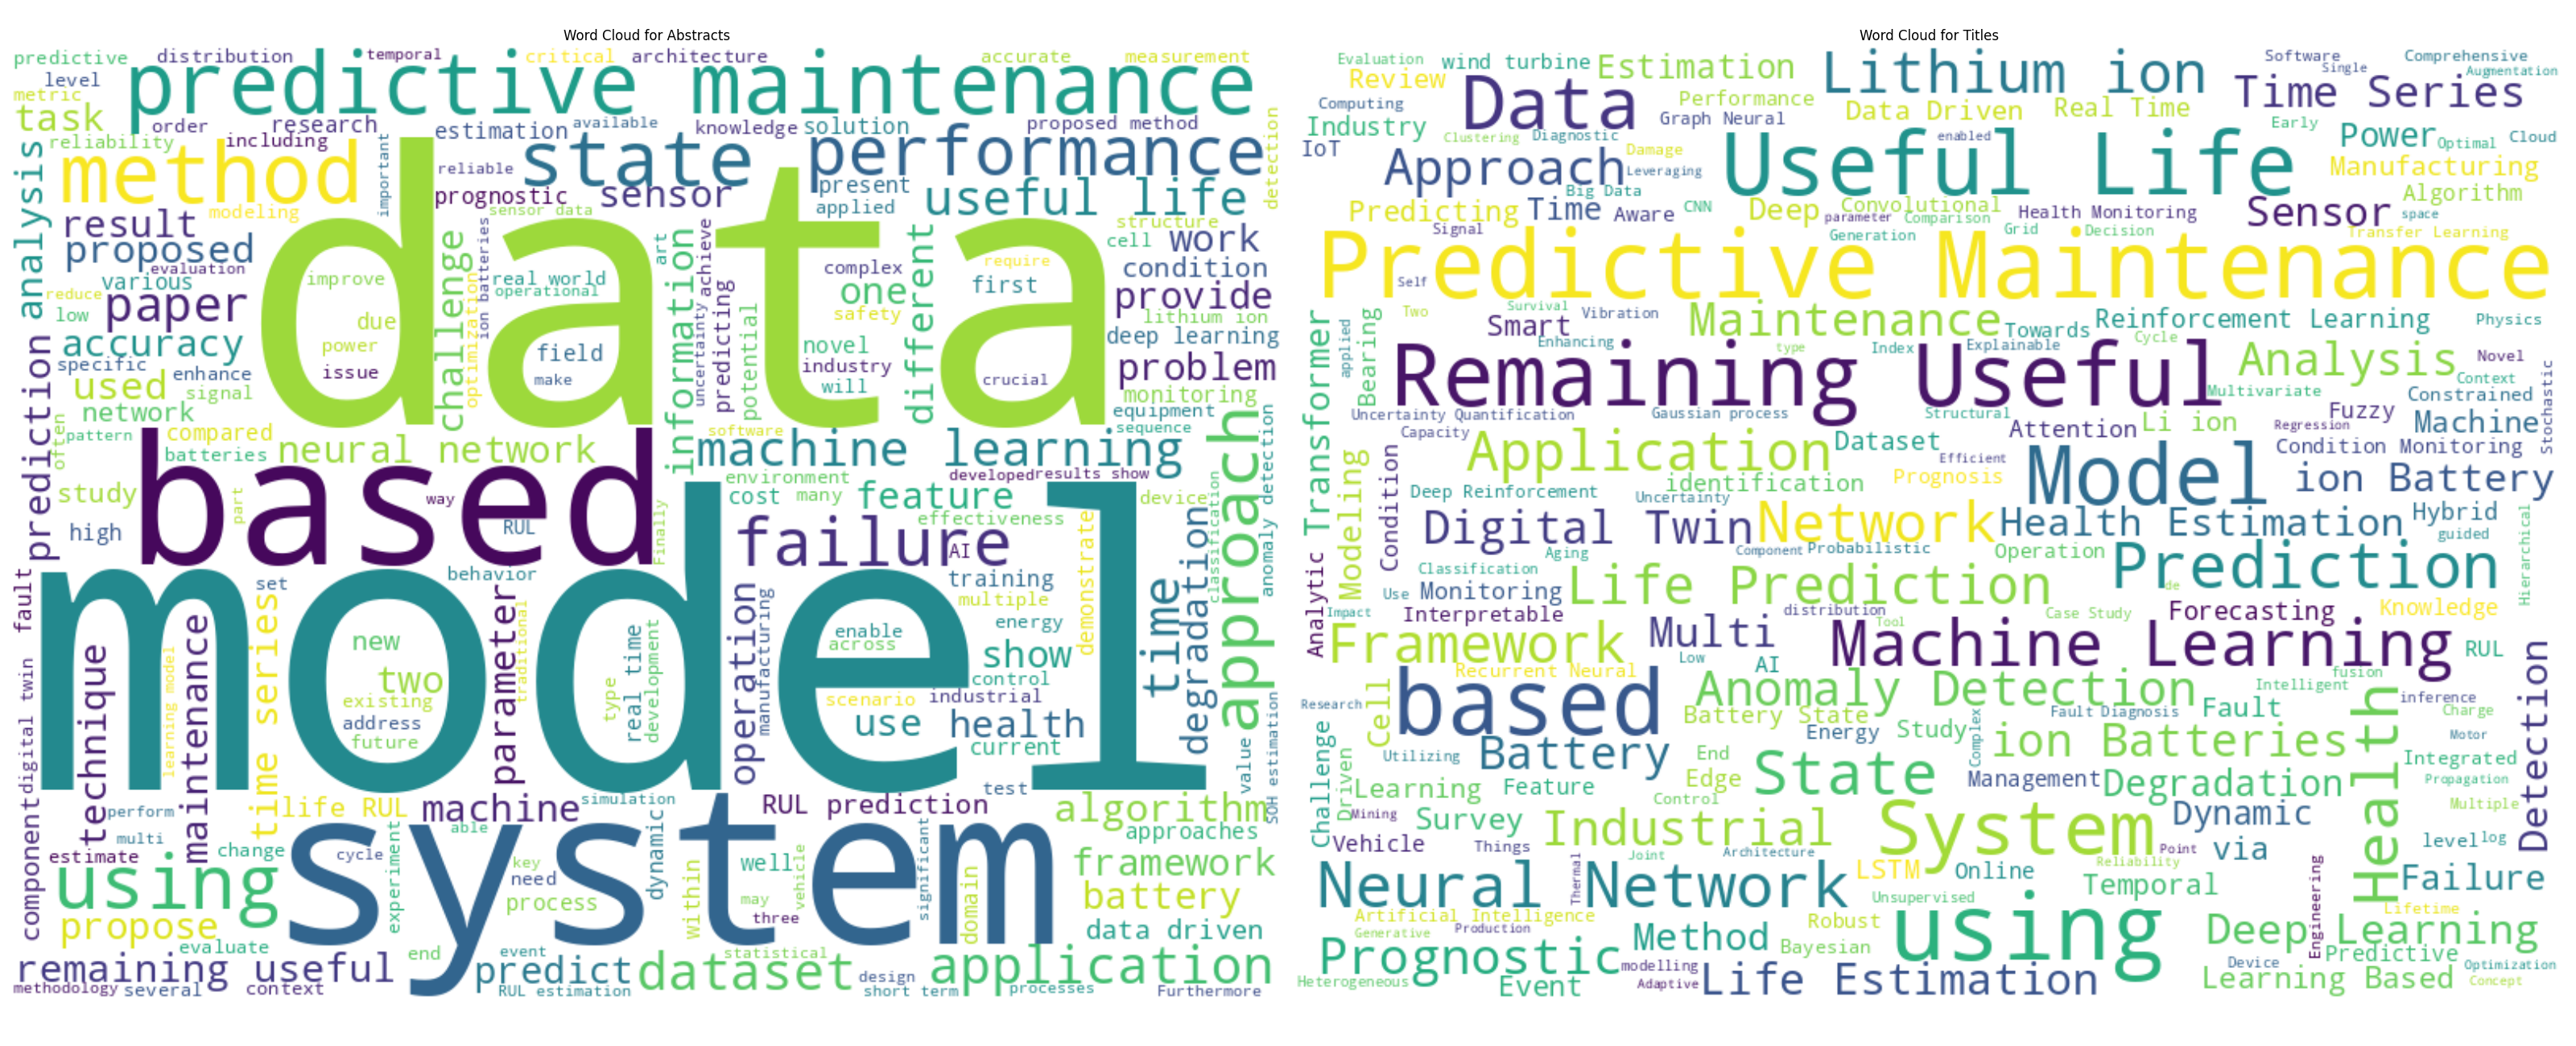 Word Cloud for Abstracts
predictive distribution temporal critical architecture accurate measurement
level predictive maintenance
metric
task order research estimation available knowledge solution proposed method detection
reliability including important
method reliable state performance
analysis prognostic sensor present useful life
result modeling sensor data applied structure
proposed data cell work
evaluation challenge ion batteries information art achieve different complex require condition
various improve real world one first provide
reduce paper operational optimization uncertainty predicting safety lithium ion
low due potential deep learning
accuracy power field novel
specific issue make industry crucial problem
used enhance signal will monitoring
prediction network equipment
often pattern compared neural network software sequence
batteries machine learning approach anomaly detection
based environment developed results show
study part way cost many feature device classification
high RUL Finally effectiveness
failure AI demonstrate
model
fault set behavior training time degradation
time series parameter traditional operation manufacturing multiple
new energy
technique maintenance two real time development enable show
learning model existing type across control
digital twin address scenario industrial
future use health
current value SOH estimation
test
component life RUL machine simulation RUL prediction algorithm
perform able dynamic approaches
multi system
estimate change cycle key well vehicle significant framework
using experiment need within may domain battery
process three
propose data driven
evaluate end event statistical
remaining useful predict dataset design application
methodology several context RUL estimation short term processes Furthermore
Word Cloud for Titles
Evaluation wind turbine Estimation Lithium ion Software Comprehensive
Review Single Augmentation
Computing Data Performance Data Driven Real Time Time Series
Industry Graph Neural Early
Clustering Diagnostic enabled Power Optimal Cloud
IoT Approach Damage Useful Life Manufacturing
Leveraging
Big Data Algorithm
Predicting Time Aware CNN Deep Convolutional Health Monitoring Sensor space
parameter Comparison
Signal Generation Grid Decision Transfer Learning
Predictive Maintenance
Self
Two Survival Vibration Maintenance Towards Reinforcement Learning Physics
Smart
applied Bearing Enhancing type Index Explainable Cycle
Remaining Useful Analysis Novel
Context
Multivariate Constrained Stochastic
Uncertainty Quantification Gaussian process Structural Fuzzy
Transformer Capacity Attention Li ion Regression Machine
Application Dataset Condition Monitoring
Modeling Condition Efficient Model
identification Prognosis ion Battery
Deep Reinforcement Uncertainty
Digital Twin Network Health Estimation Hybrid
guided Hierarchical
Analytic Aging Component Probabilistic Operation
Classification Prediction
Use Monitoring Life Prediction de
Impact Interpretable distribution Case Study Forecasting Knowledge
Framework Multi Tool Machine Learning RUL
Low AI
Recurrent Neural fusion
Cell based Anomaly Detection Intelligent Detection
Research Battery State Fault Diagnosis Fault inference
Challenge Energy Study Complex Health Charge
Utilizing Battery End ion Batteries Motor
Driven Edge State Management Degradation Integrated
Learning Feature Propagation
Control Multiple
Mining Survey Industrial System Dynamic
Vehicle Things Point via level log
Joint Architecture Reliability
Thermal LSTM Online Engineering
Neural Network Temporal Failure
Unsupervised
Artificial Intelligence Robust using Lifetime
Generative Production
Prognostic Method Bayesian Deep Learning
Predictive
modelling Device Optimization
Heterogeneous Event Adaptive Life Estimation Learning Based Concept